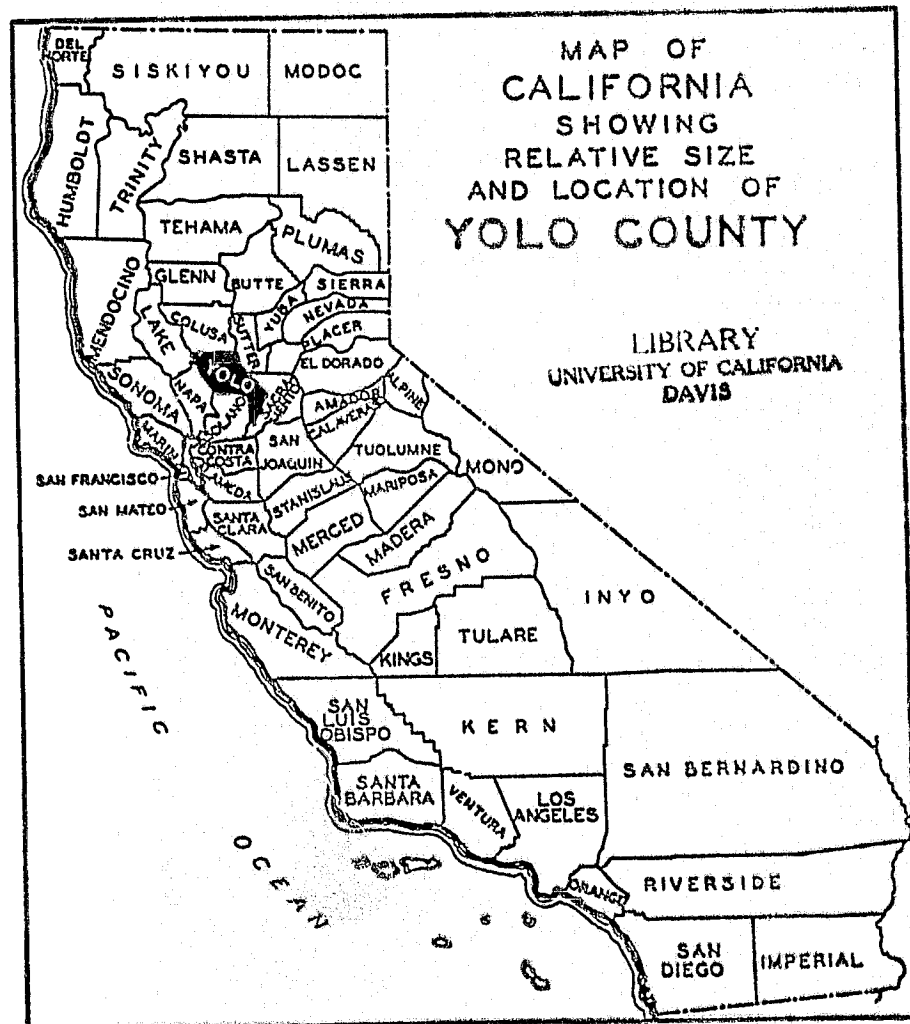 MAP OF
CALIFORNIA
SHOWING
RELATIVE SIZE
AND LOCATION OF
YOLO COUNTY
LIBRARY
UNIVERSITY OF CALIFORNIA
DAVIS
DEL
NORTE
SISKIYOU
MODOC
HUMBOLDT
TRINITY
SHASTA
LASSEN
TEHAMA
PLUMAS
MENDOCINO
GLENN
BUTTE
SIERRA
YUBA
NEVADA
LAKE
COLUSA
SUTTER
PLACER
EL DORADO
SONOMA
NAPA
YOLO
SOLANO
SACRA
MENTO
AMADOR
ALPINE
CALAVERAS
MARIN
CONTRA
COSTA
SAN
JOAQUIN
TUOLUMNE
MONO
SAN FRANCISCO
ALAMEDA
STANISLAUS
MARIPOSA
SAN MATEO
SANTA
CLARA
MERCED
MADERA
SANTA CRUZ
SAN BENITO
FRESNO
INYO
MONTEREY
KINGS
TULARE
PACIFIC
OCEAN
SAN
LUIS
OBISPO
KERN
SAN BERNARDINO
SANTA
BARBARA
VENTURA
LOS
ANGELES
ORANGE
RIVERSIDE
SAN
DIEGO
IMPERIAL